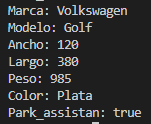 Marca: Volkswagen
Modelo: Golf
Ancho: 120
Largo: 380
Peso: 985
Color: Plata
Park_assistan: true